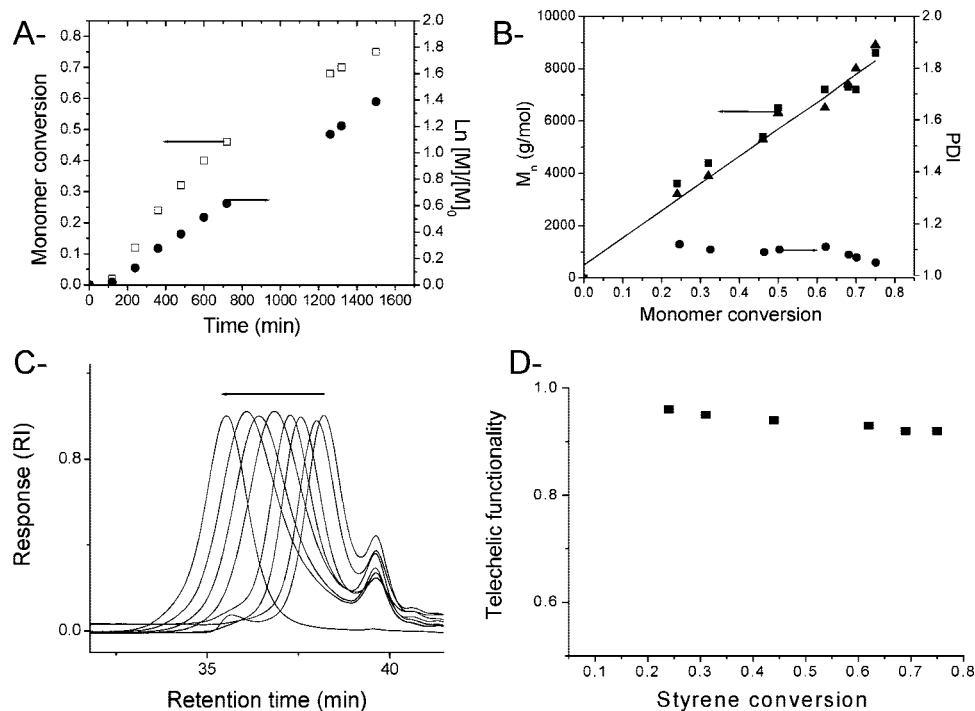 A-
0.8
0.7
0.6
0.5
0.4
0.3
0.2
0.1
0.0
Monomer conversion
2.0
1.8
1.6
1.4
1.2
1.0
0.8
0.6
0.4
0.2
0.0
Ln [M]/[M]0
0 200 400 600 800 1000 1200 1400 1600
Time (min)
B-
10000
8000
6000
4000
2000
0
Mn (g/mol)
2.0
1.8
1.6
1.4
1.2
1.0
PDI
0.0 0.1 0.2 0.3 0.4 0.5 0.6 0.7 0.8
Monomer conversion
C-
0.8
0.0
Response (RI)
35 40
Retention time (min)
D-
1.0
0.8
0.6
Telechelic functionality
0.1 0.2 0.3 0.4 0.5 0.6 0.7 0.8
Styrene conversion